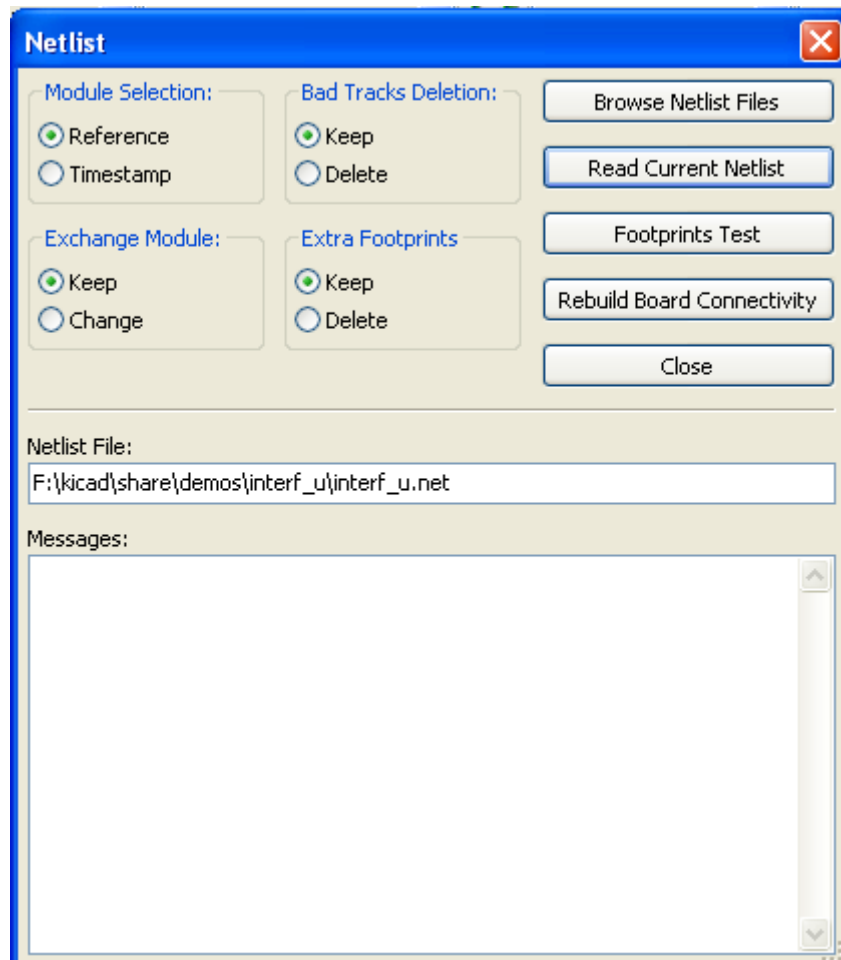 Netlist
Module Selection:
Reference
Timestamp
Bad Tracks Deletion:
Keep
Delete
Exchange Module:
Keep
Change
Extra Footprints
Keep
Delete
Browse Netlist Files
Read Current Netlist
Footprints Test
Rebuild Board Connectivity
Close
Netlist File:
F:\kicad\share\demos\interf_u\interf_u.net
Messages: